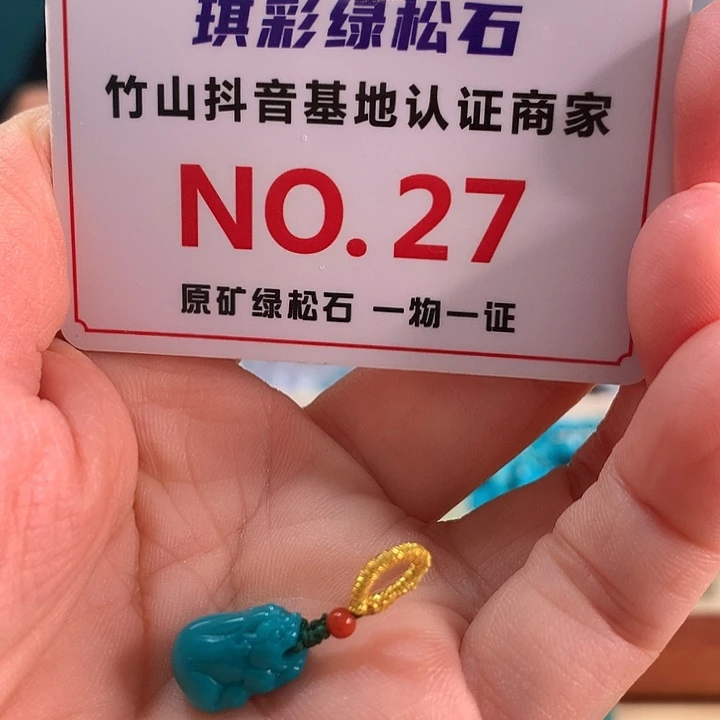 琪彩绿松石
竹山抖音基地认证商家
NO. 27
原矿绿松石 一物一证